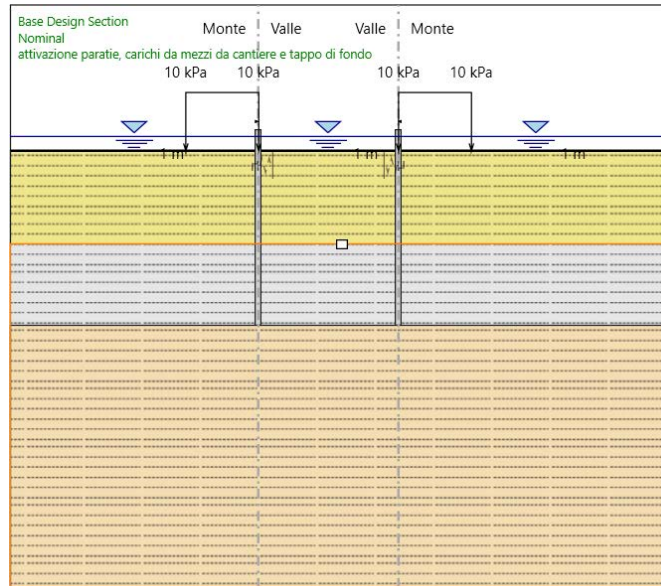 Base Design Section
Nominal
attivazione paratie, carichi da mezzi da cantiere e tappo di fondo
Monte Valle Valle Monte
10 kPa 10 kPa 10 kPa 10 kPa
1 m 1 m 1 m